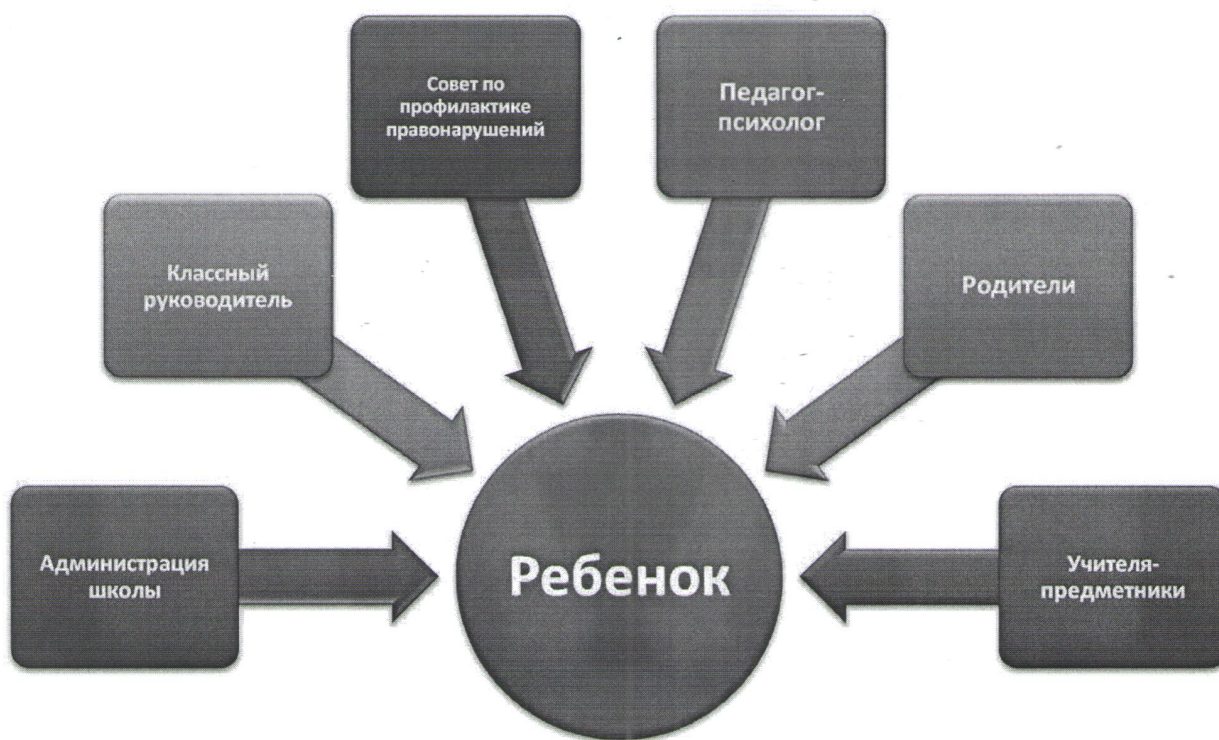 Совет по
профилактике
правонарушений
Педагог-
психолог
Классный
руководитель
Родители
Администрация
школы
Ребенок
Учителя-
предметники